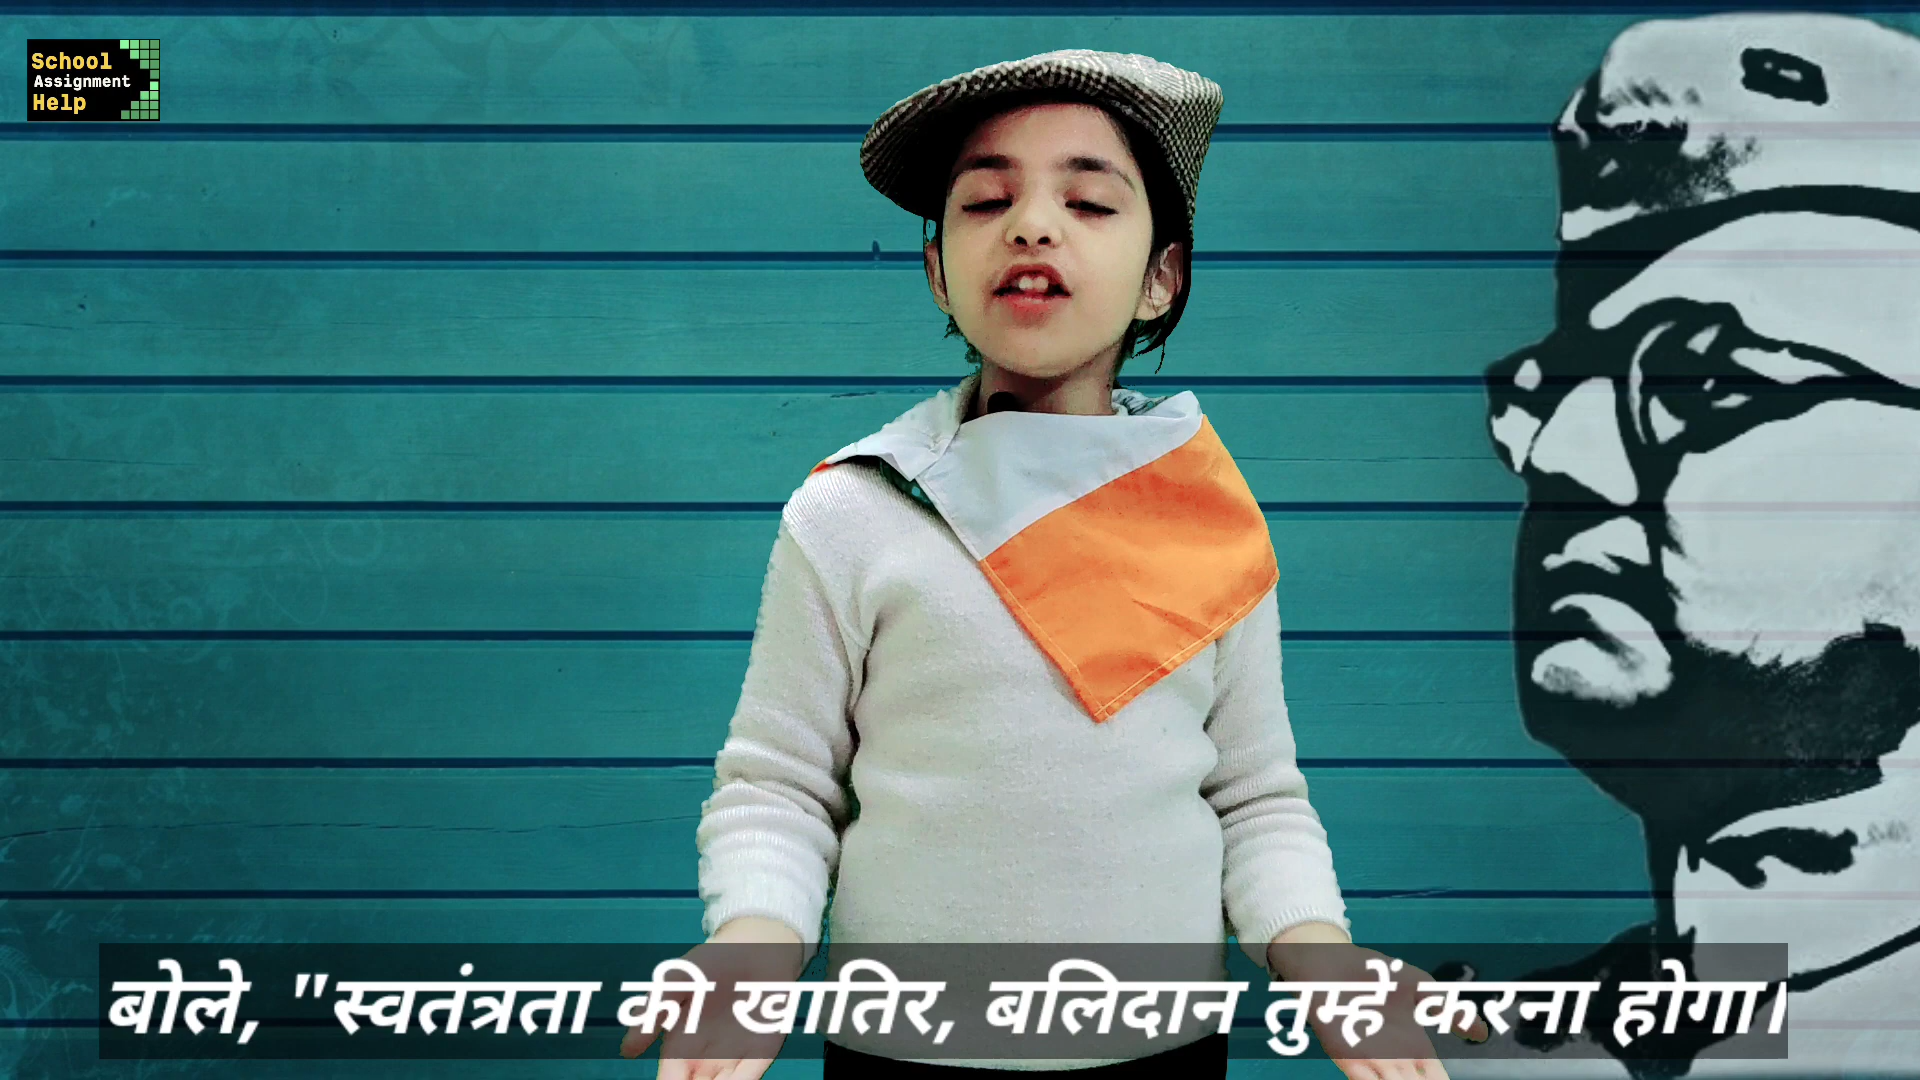 School
Assignment
Help
बोले, "स्वतंत्रता की खातिर, बलिदान तुम्हें करना होगा।